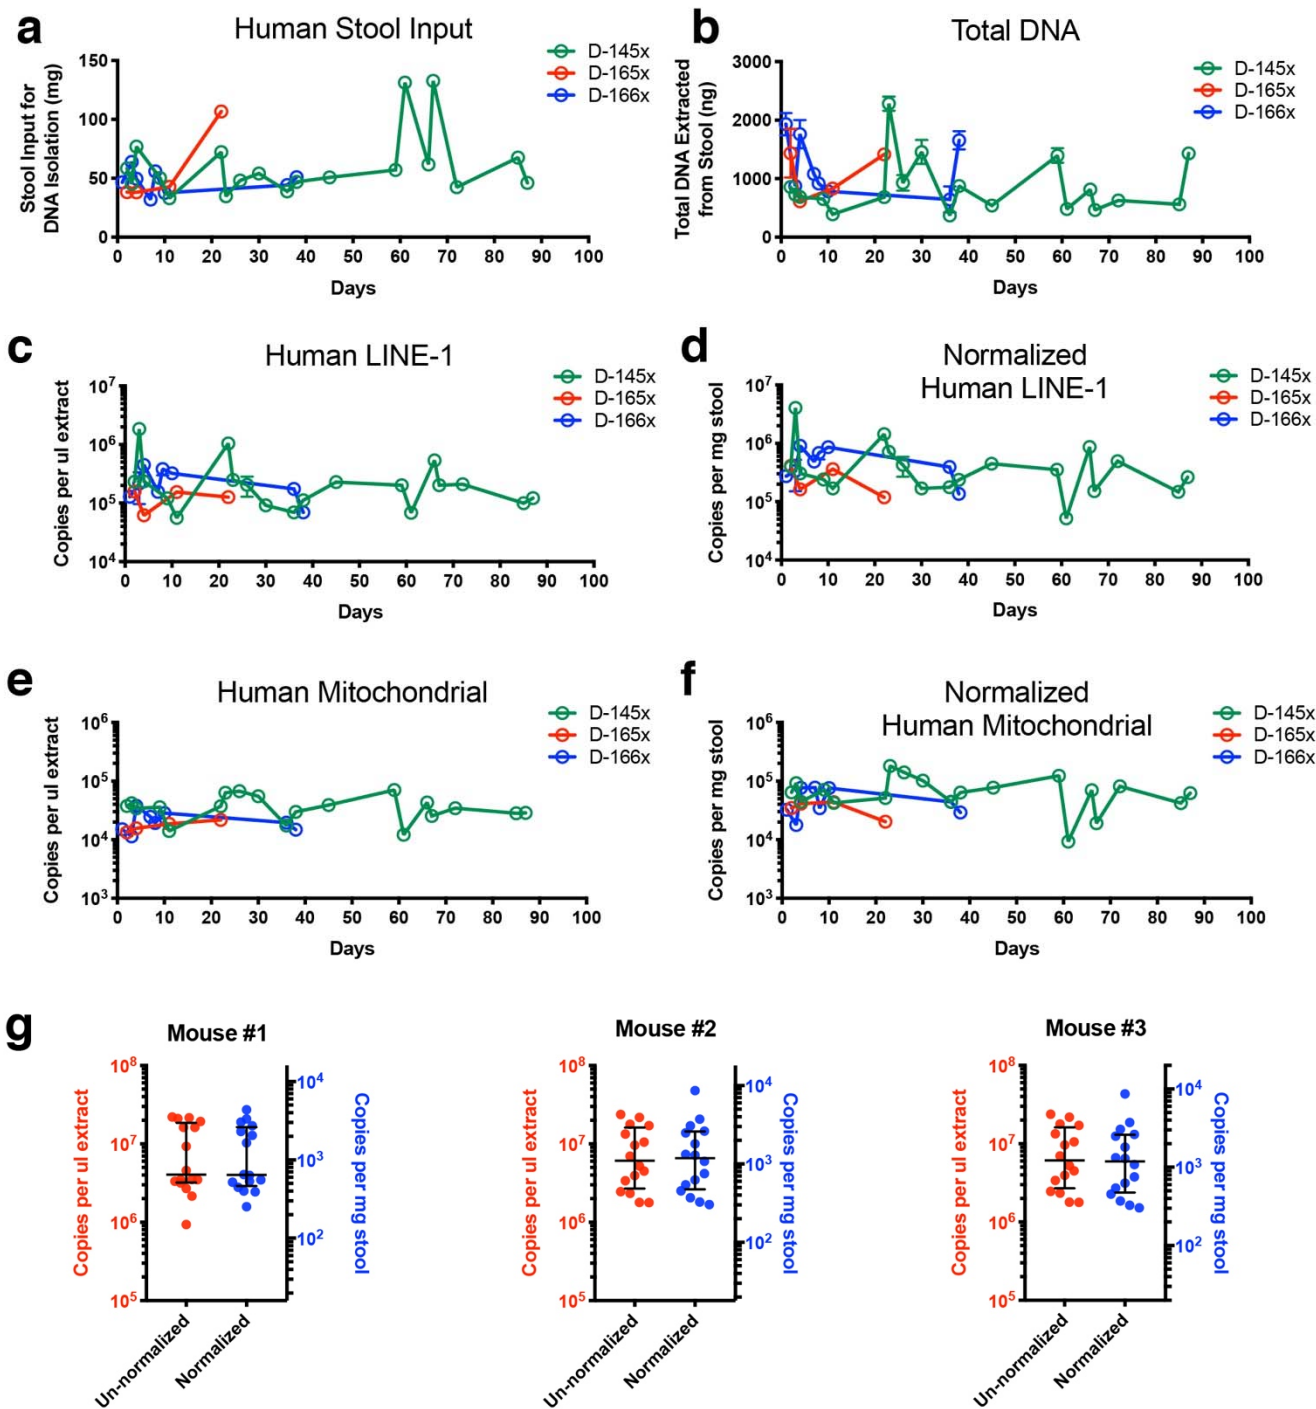 a
Human Stool Input
Stool Input for
DNA Isolation (mg)
150
100
50
0
0 10 20 30 40 50 60 70 80 90 100
Days
D-145x
D-165x
D-166x
b
Total DNA
Total DNA Extracted
from Stool (ng)
3000
2000
1000
0
0 10 20 30 40 50 60 70 80 90 100
Days
D-145x
D-165x
D-166x
c
Human LINE-1
Copies per ul extract
10⁷
10⁶
10⁵
10⁴
0 10 20 30 40 50 60 70 80 90 100
Days
D-145x
D-165x
D-166x
d
Normalized
Human LINE-1
Copies per mg stool
10⁷
10⁶
10⁵
10⁴
0 10 20 30 40 50 60 70 80 90 100
Days
D-145x
D-165x
D-166x
e
Human Mitochondrial
Copies per ul extract
10⁶
10⁵
10⁴
10³
0 10 20 30 40 50 60 70 80 90 100
Days
D-145x
D-165x
D-166x
f
Normalized
Human Mitochondrial
Copies per mg stool
10⁶
10⁵
10⁴
10³
0 10 20 30 40 50 60 70 80 90 100
Days
D-145x
D-165x
D-166x
g
Mouse #1
Copies per ul extract
10⁸
10⁷
10⁶
10⁵
10⁴
10³
10²
Copies per mg stool
Un-normalized
Normalized
Mouse #2
Copies per ul extract
10⁸
10⁷
10⁶
10⁵
10⁴
10³
10²
Copies per mg stool
Un-normalized
Normalized
Mouse #3
Copies per ul extract
10⁸
10⁷
10⁶
10⁵
10⁴
10³
10²
Copies per mg stool
Un-normalized
Normalized